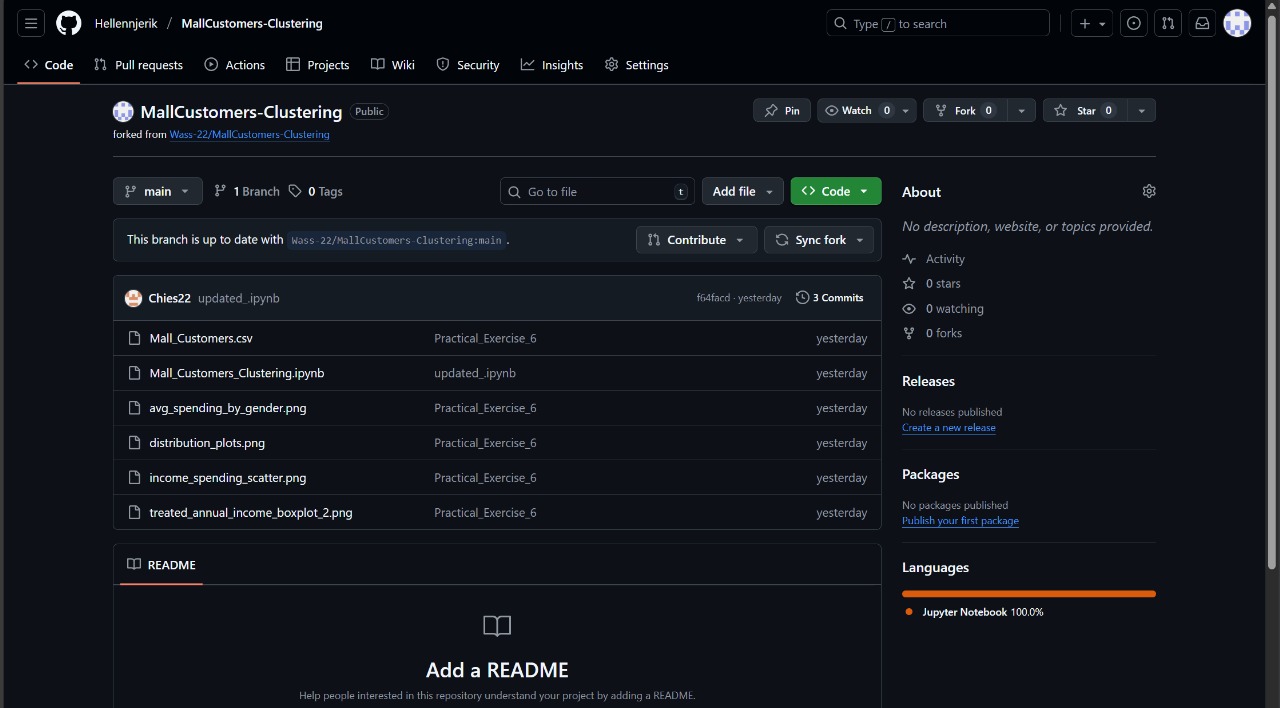 Hellennjerik / MallCustomers-Clustering
Type / to search
Code
Pull requests
Actions
Projects
Wiki
Security
Insights
Settings
MallCustomers-Clustering Public
forked from Wass-22/MallCustomers-Clustering
Pin
Watch 0
Fork 0
Star 0
main
1 Branch
0 Tags
Go to file t
Add file
Code
This branch is up to date with Wass-22/MallCustomers-Clustering:main .
Contribute
Sync fork
Chies22 updated_.ipynb f64facd · yesterday 3 Commits
Mall_Customers.csv Practical_Exercise_6 yesterday
Mall_Customers_Clustering.ipynb updated_.ipynb yesterday
avg_spending_by_gender.png Practical_Exercise_6 yesterday
distribution_plots.png Practical_Exercise_6 yesterday
income_spending_scatter.png Practical_Exercise_6 yesterday
treated_annual_income_boxplot_2.png Practical_Exercise_6 yesterday
README
Add a README
Help people interested in this repository understand your project by adding a README.
About
No description, website, or topics provided.
Activity
0 stars
0 watching
0 forks
Releases
No releases published
Create a new release
Packages
No packages published
Publish your first package
Languages
Jupyter Notebook 100.0%